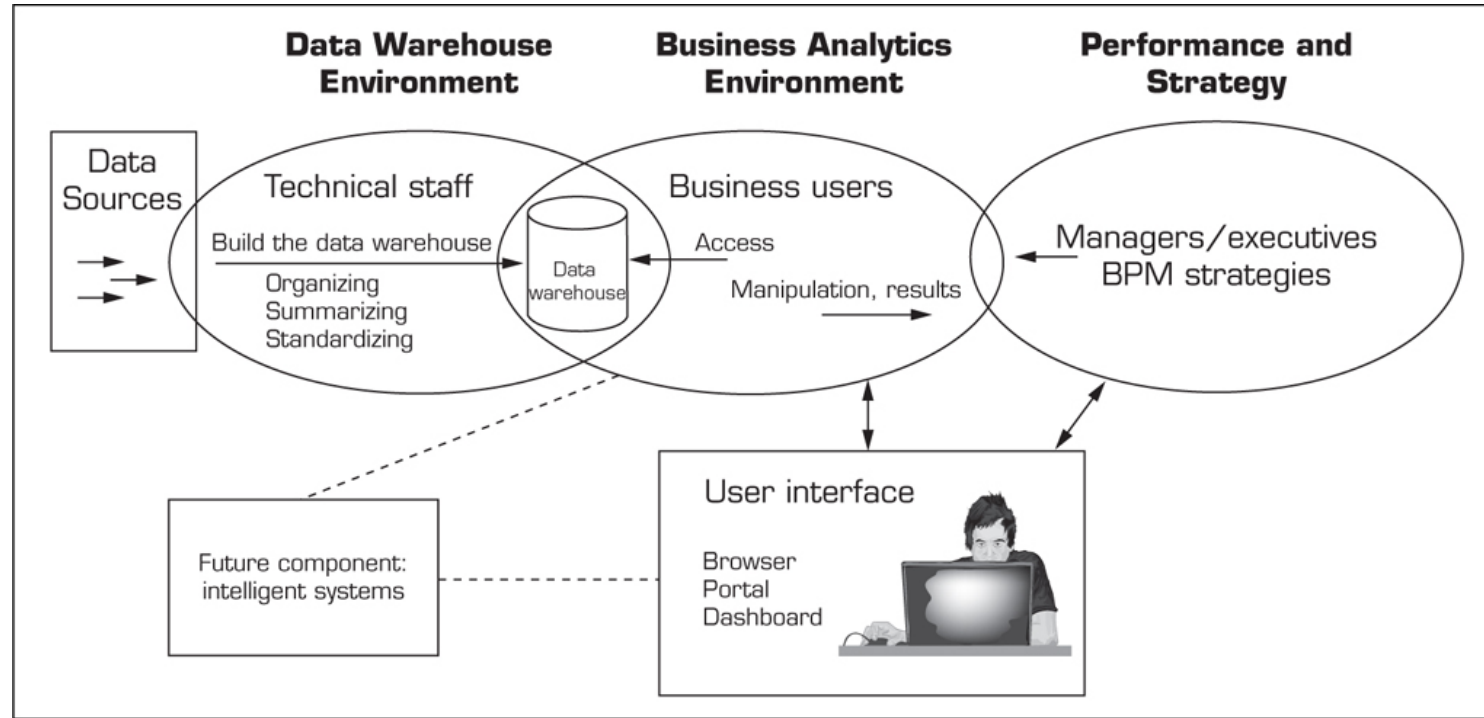 Data Warehouse
Environment
Business Analytics
Environment
Performance and
Strategy
Data
Sources
Technical staff
Build the data warehouse
Organizing
Summarizing
Standardizing
Data
warehouse
Business users
Access
Manipulation, results
Managers/executives
BPM strategies
Future component:
intelligent systems
User interface
Browser
Portal
Dashboard